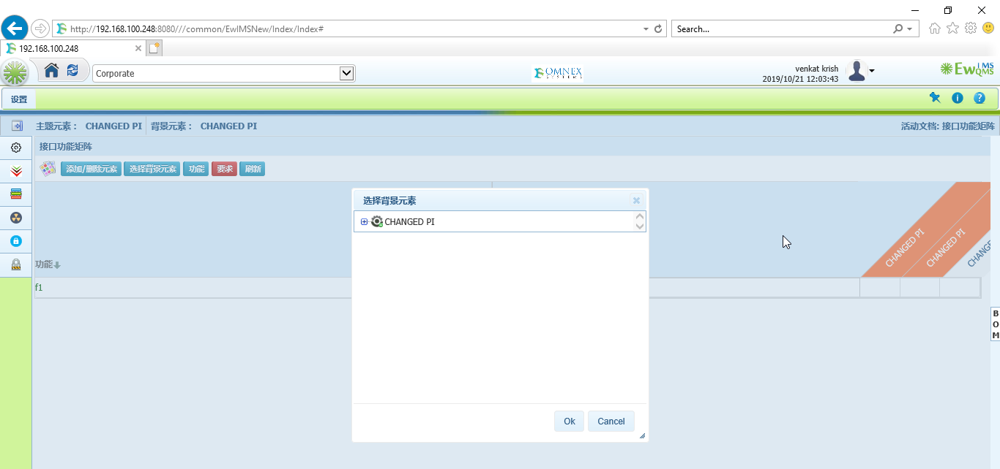 http://192.168.100.248:8080///common/EwIMSNew/Index/Index#
Search...
192.168.100.248
Corporate
OMNEX
SYSTEMS
venkat krish
2019/10/21 12:03:43
EwIMS
QMS
设置
主题元素： CHANGED PI
背景元素： CHANGED PI
活动文档: 接口功能矩阵
接口功能矩阵
添加/删除元素
选择背景元素
功能
要求
刷新
选择背景元素
CHANGED PI
CHANGED PI
CHANGED PI
CHANG
功能
f1
Ok
Cancel
B
O
M